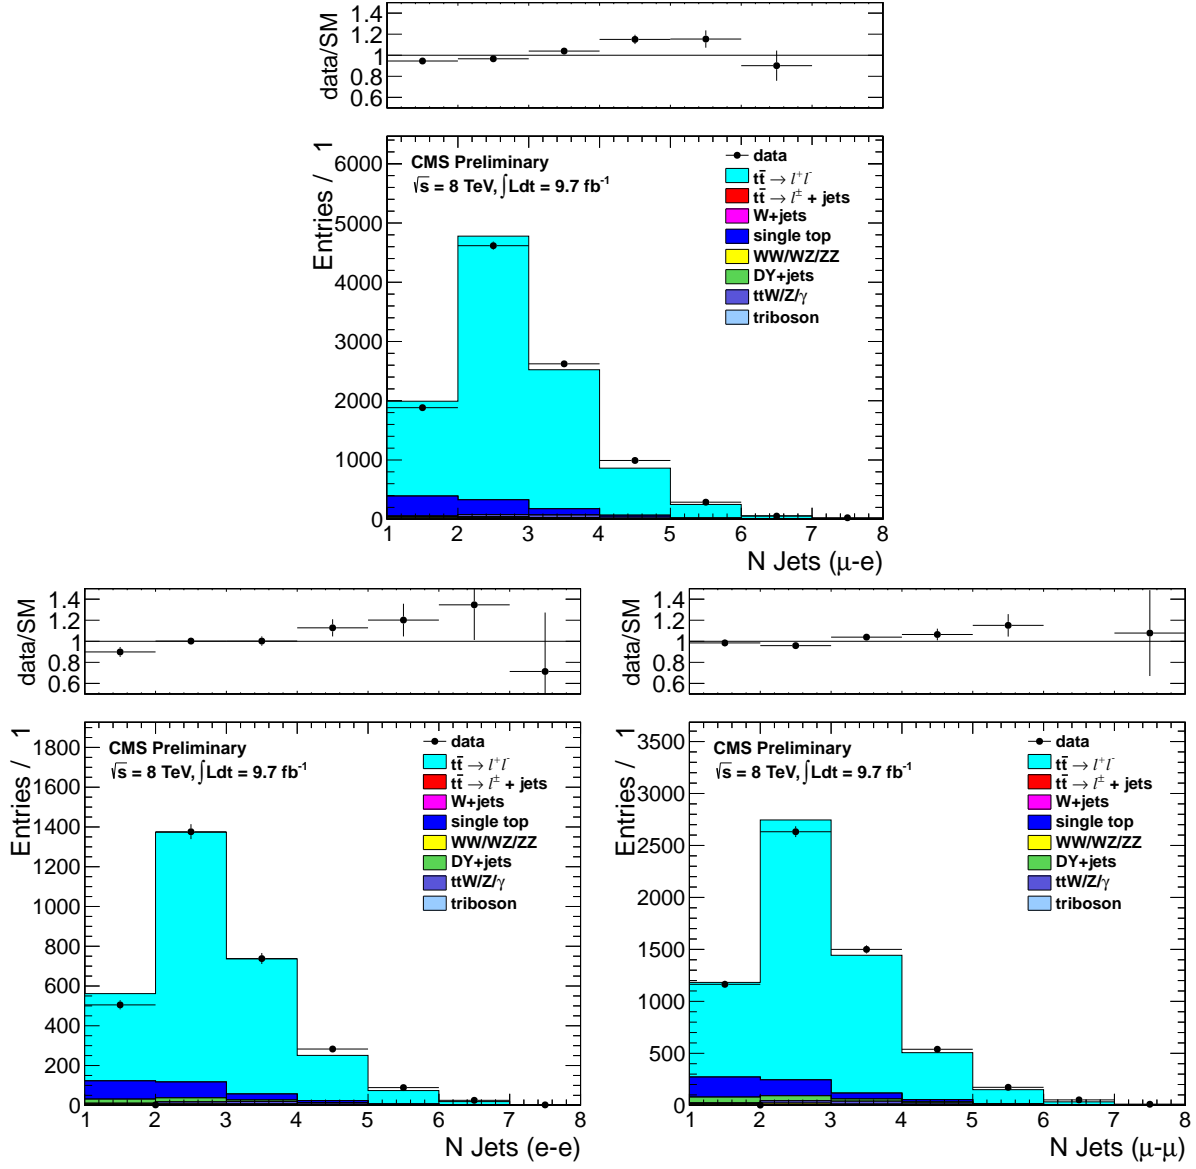 1.4
1.2
1
0.8
0.6
data/SM
CMS Preliminary
√s = 8 TeV, ∫Ldt = 9.7 fb⁻¹
data
tt̄ → l⁺l⁻
tt̄ → l± + jets
W+jets
single top
WW/WZ/ZZ
DY+jets
ttW/Z/γ
triboson
Entries / 1
6000
5000
4000
3000
2000
1000
0
1 2 3 4 5 6 7 8
N Jets (μ-e)
1.4
1.2
1
0.8
0.6
data/SM
CMS Preliminary
√s = 8 TeV, ∫Ldt = 9.7 fb⁻¹
data
tt̄ → l⁺l⁻
tt̄ → l± + jets
W+jets
single top
WW/WZ/ZZ
DY+jets
ttW/Z/γ
triboson
Entries / 1
1800
1600
1400
1200
1000
800
600
400
200
0
1 2 3 4 5 6 7 8
N Jets (e-e)
1.4
1.2
1
0.8
0.6
data/SM
CMS Preliminary
√s = 8 TeV, ∫Ldt = 9.7 fb⁻¹
data
tt̄ → l⁺l⁻
tt̄ → l± + jets
W+jets
single top
WW/WZ/ZZ
DY+jets
ttW/Z/γ
triboson
Entries / 1
3500
3000
2500
2000
1500
1000
500
0
1 2 3 4 5 6 7 8
N Jets (μ-μ)